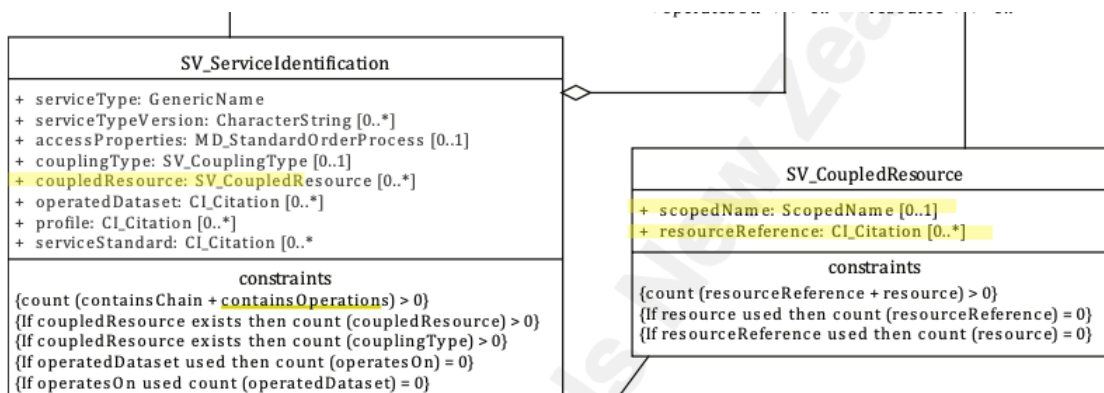 SV_ServiceIdentification
+ serviceType: GenericName
+ serviceTypeVersion: CharacterString [0..*]
+ accessProperties: MD_StandardOrderProcess [0..1]
+ couplingType: SV_CouplingType [0..1]
+ coupledResource: SV_CoupledResource [0..*]
+ operatedDataset: CI_Citation [0..*]
+ profile: CI_Citation [0..*]
+ serviceStandard: CI_Citation [0..*
constraints
{count (containsChain + containsOperations) > 0}
{If coupledResource exists then count (coupledResource) > 0}
{If coupledResource exists then count (couplingType) > 0}
{If operatedDataset used then count (operatesOn) = 0}
{If operatesOn used count (operatedDataset) = 0}
SV_CoupledResource
+ scopedName: ScopedName [0..1]
+ resourceReference: CI_Citation [0..*]
constraints
{count (resourceReference + resource) > 0}
{If resource used then count (resourceReference) = 0}
{If resourceReference used then count (resource) = 0}